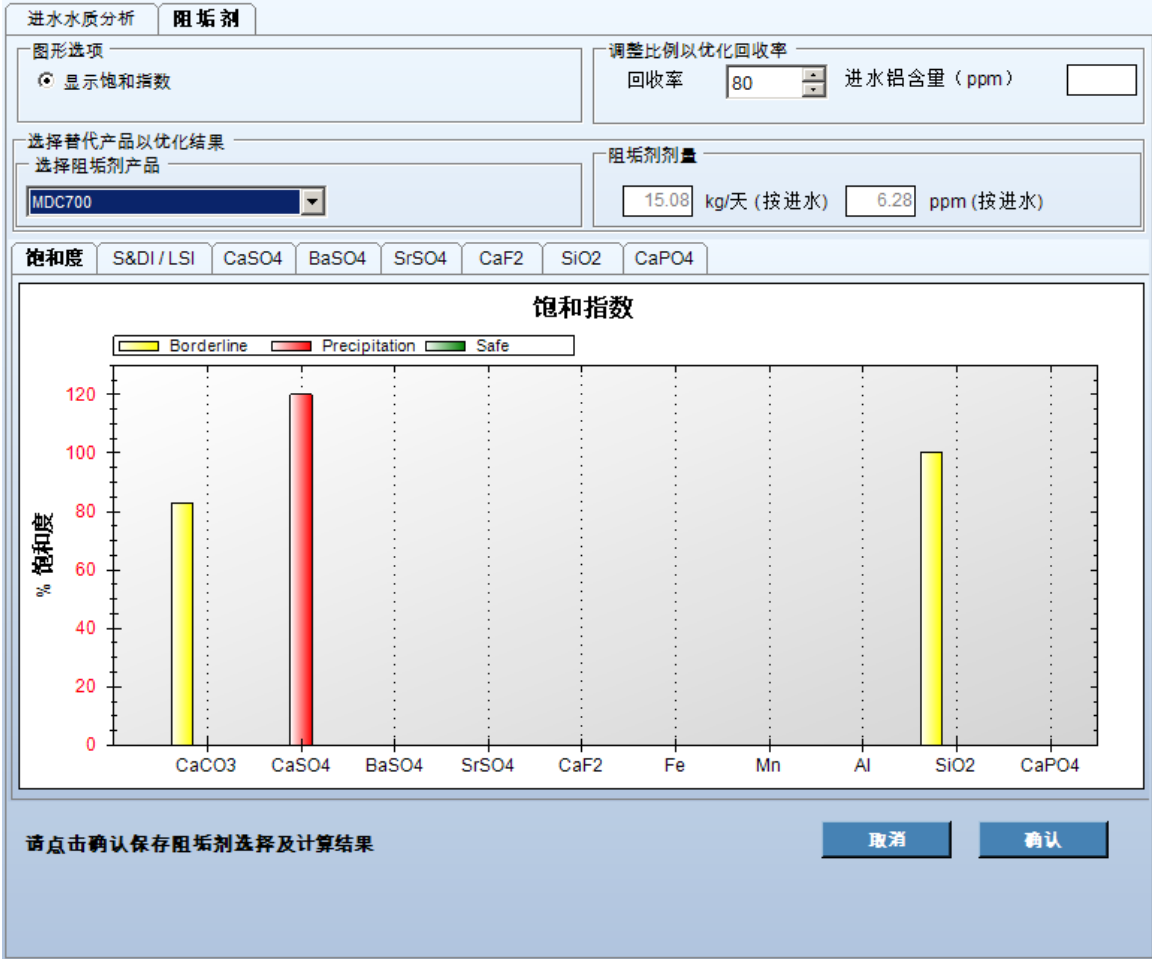 进水水质分析 阻垢剂
图形选项
显示饱和指数
调整比例以优化回收率
回收率 80 进水铝含量（ppm）
选择替代产品以优化结果
选择阻垢剂产品
MDC700
阻垢剂剂量
15.08 kg/天 (按进水) 6.28 ppm (按进水)
饱和度 S&DI / LSI CaSO4 BaSO4 SrSO4 CaF2 SiO2 CaPO4
饱和指数
Borderline Precipitation Safe
% 饱和度
120
100
80
60
40
20
0
CaCO3 CaSO4 BaSO4 SrSO4 CaF2 Fe Mn Al SiO2 CaPO4
请点击确认保存阻垢剂选择及计算结果
取消 确认